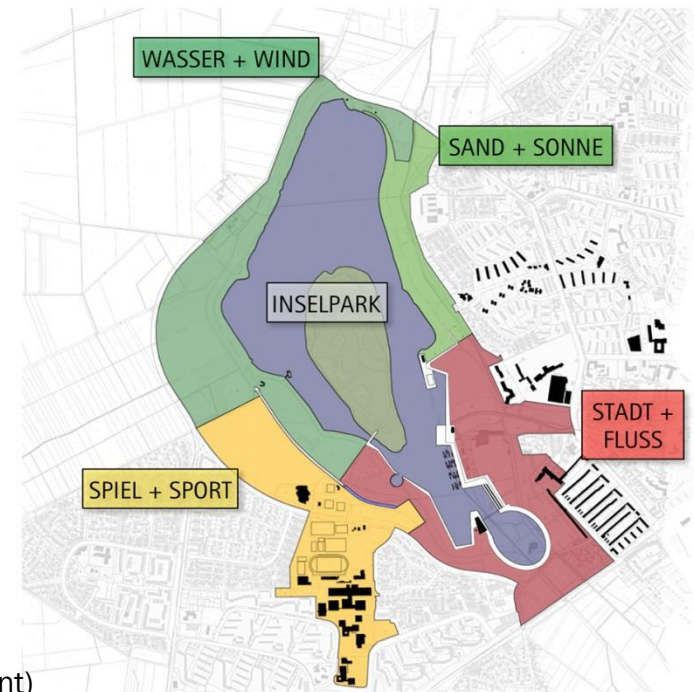 WASSER + WIND
SAND + SONNE
INSELPARK
STADT +
FLUSS
SPIEL + SPORT
nt)